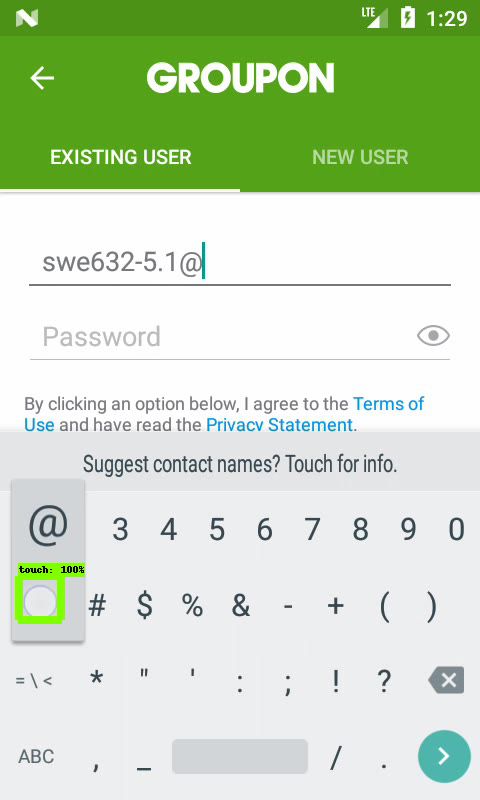 LTE 1:29
GROUPON
EXISTING USER NEW USER
swe632-5.1@
Password
By clicking an option below, I agree to the Terms of
Use and have read the Privacy Statement.
Suggest contact names? Touch for info.
@ 3 4 5 6 7 8 9 0
touch: 100%
# $ % & - + ( )
= \ < * " ' : ; ! ?
ABC , _ / .